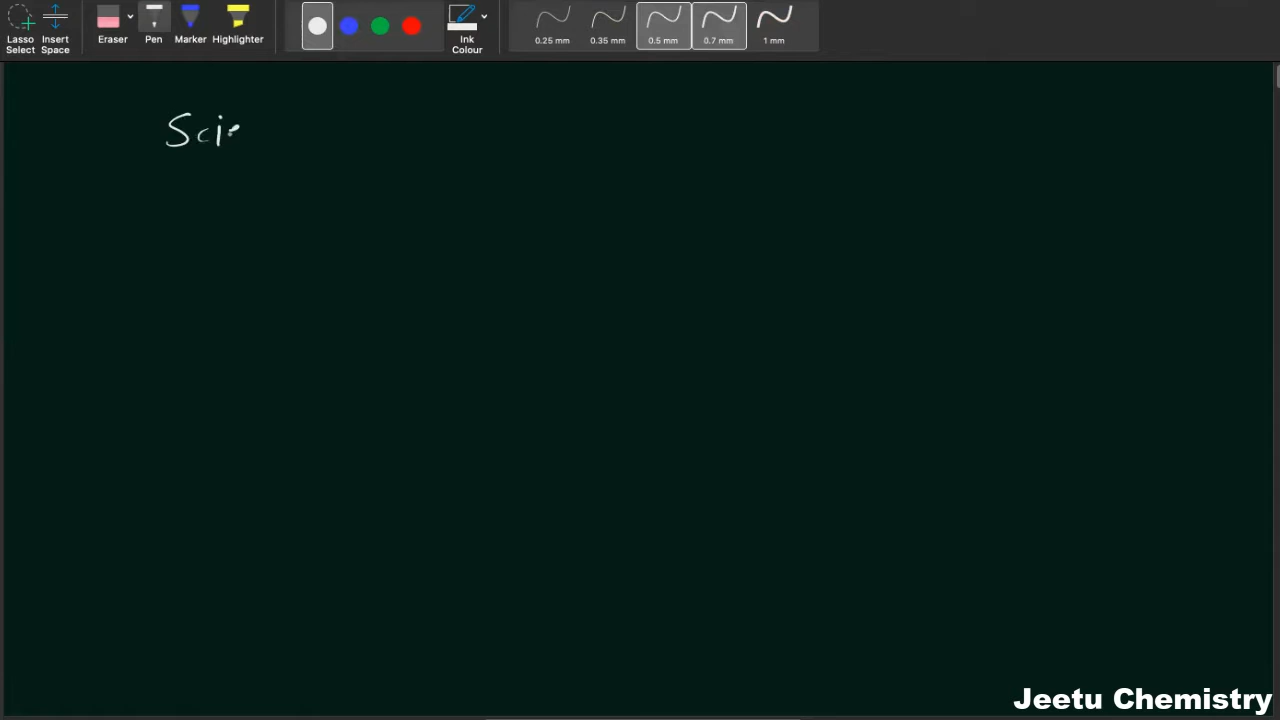 Lasso Select
Insert Space
Eraser
Pen
Marker
Highlighter
Ink Colour
0.25 mm
0.35 mm
0.5 mm
0.7 mm
1 mm
Sci
Jeetu Chemistry